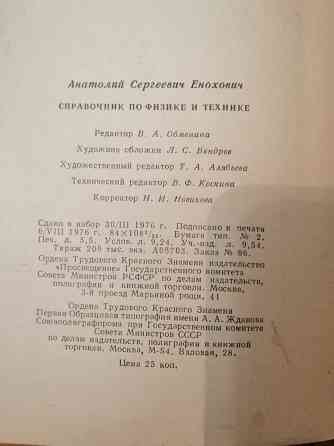 Анатолий Сергеевич Енохович
СПРАВОЧНИК ПО ФИЗИКЕ И ТЕХНИКЕ
Редактор В. А. Обменина
Художник обложки Л. С. Вендров
Художественный редактор Т. А. Алябьева
Технический редактор В. Ф. Коскина
Корректор Н. И. Новикова
Сдано в набор 30/III 1976 г. Подписано к печати
6/VIII 1976 г. 84×108¹/₃₂. Бумага тип. № 2.
Печ. л. 5,5. Услов. л. 9,24. Уч.-изд. л. 9,54.
Тираж 200 тыс. экз. А09703. Заказ № 96.
Ордена Трудового Красного Знамени издательство
«Просвещение» Государственного комитета
Совета Министров РСФСР по делам издательств,
полиграфии и книжной торговли. Москва,
3-й проезд Марьиной рощи, 41
Ордена Трудового Красного Знамени
Первая Образцовая типография имени А. А. Жданова
Союзполиграфпрома при Государственном комитете
Совета Министров СССР
по делам издательств, полиграфии и книжной
торговли. Москва, М-54, Валовая, 28.
Цена 25 коп.